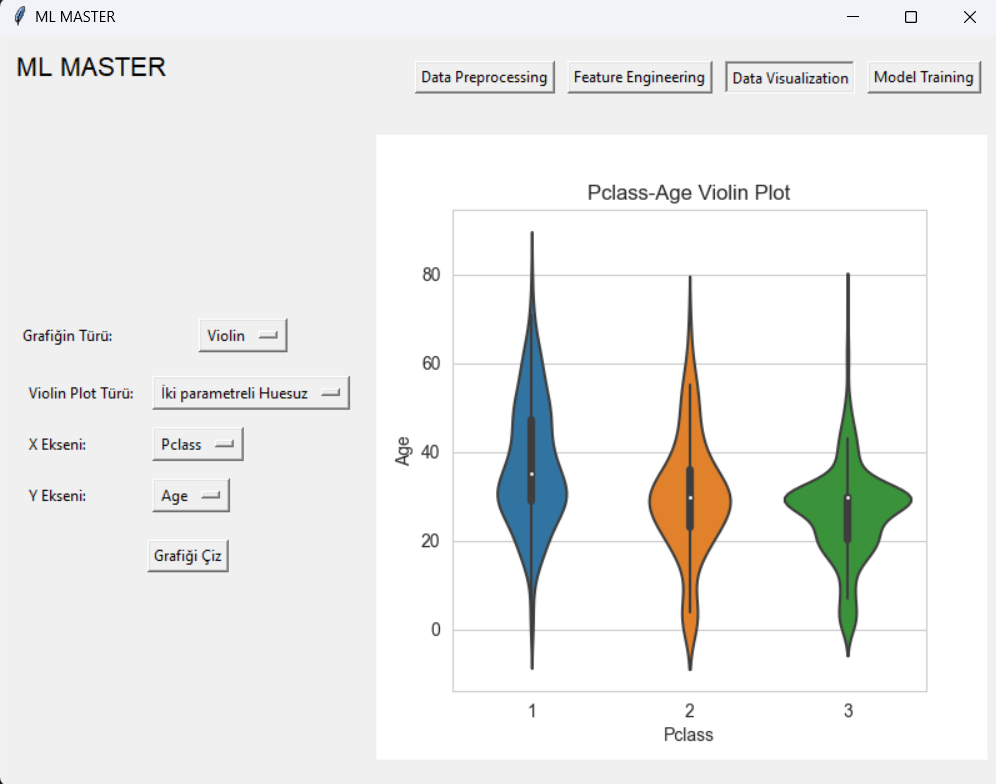 ML MASTER
ML MASTER
Data Preprocessing
Feature Engineering
Data Visualization
Model Training
Grafiğin Türü:
Violin
Violin Plot Türü:
İki parametreli Huesuz
X Ekseni:
Pclass
Y Ekseni:
Age
Grafiği Çiz
Pclass-Age Violin Plot
Age
80
60
40
20
0
1
2
3
Pclass